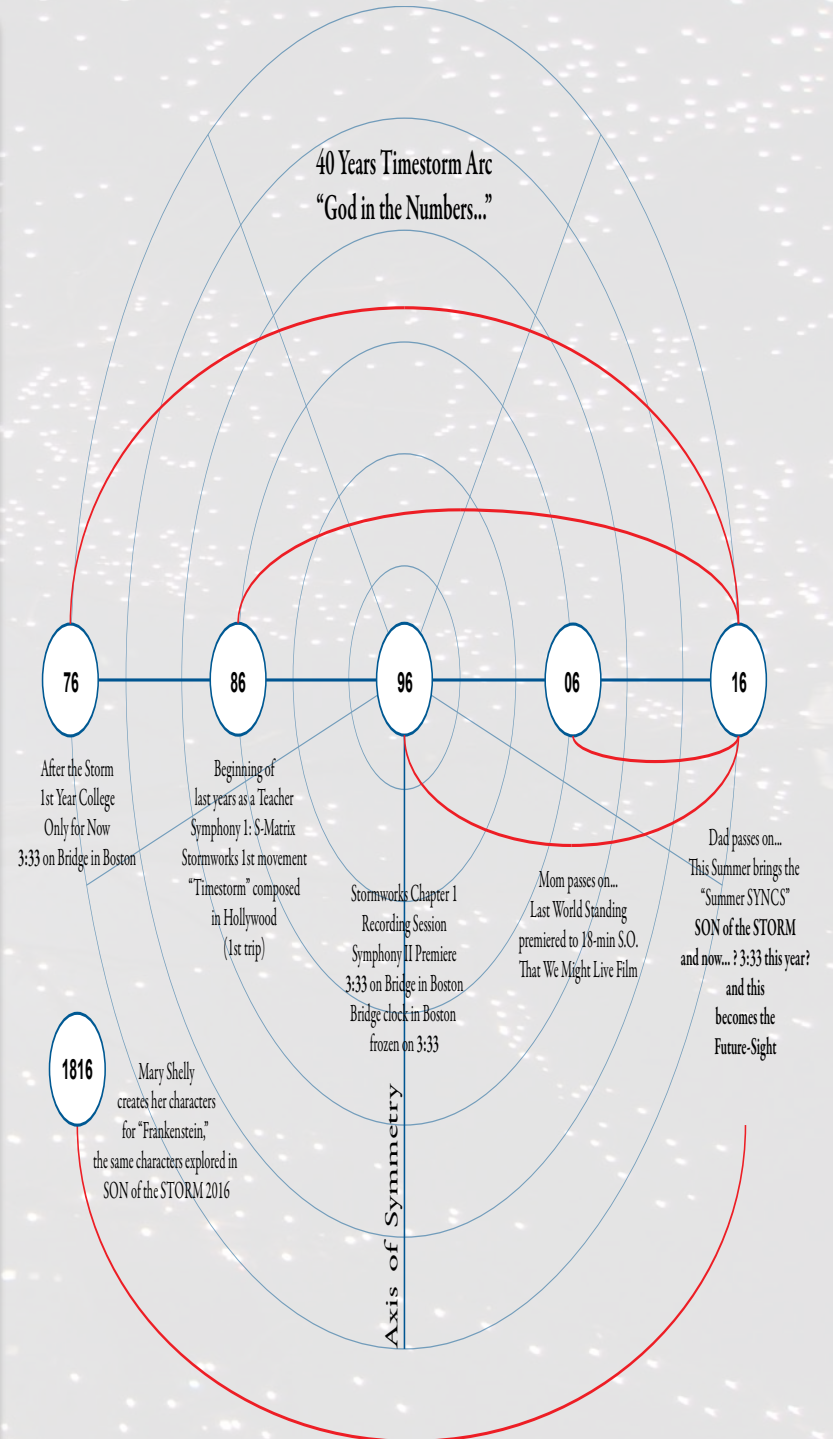 40 Years Timestorm Arc
“God in the Numbers...”
76
86
96
06
16
After the Storm
1st Year College
Only for Now
3:33 on Bridge in Boston
Beginning of
last years as a Teacher
Symphony 1: S-Matrix
Stormworks 1st movement
“Timestorm” composed
in Hollywood
(1st trip)
Stormworks Chapter 1
Recording Session
Symphony II Premiere
3:33 on Bridge in Boston
Bridge clock in Boston
frozen on 3:33
Mom passes on...
Last World Standing
premiered to 18-min S.O.
That We Might Live Film
Dad passes on...
This Summer brings the
“Summer SYNCS”
SON of the STORM
and now... ? 3:33 this year?
and this
becomes the
Future-Sight
1816
Mary Shelly
creates her characters
for “Frankenstein,”
the same characters explored in
SON of the STORM 2016
Axis of Symmetry